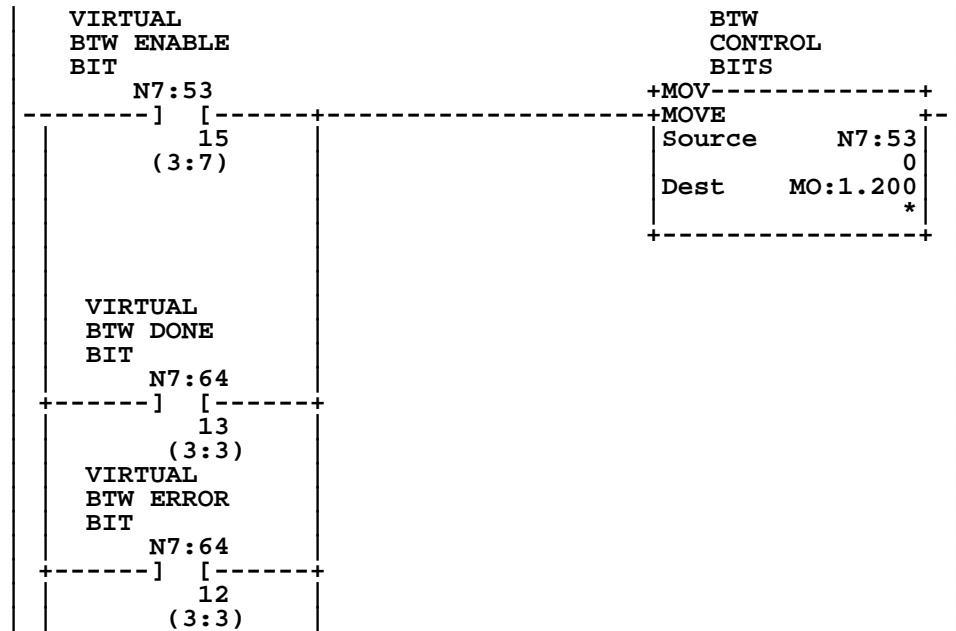 VIRTUAL BTW
BTW ENABLE CONTROL
BIT BITS
N7:53 +MOV--------------+
--------] [------+--------------------+MOVE +-
15 |Source N7:53|
(3:7) | 0|
|Dest MO:1.200|
| *|
+-----------------+
VIRTUAL
BTW DONE
BIT
N7:64
+-------] [------+
13
(3:3)
VIRTUAL
BTW ERROR
BIT
N7:64
+-------] [------+
12
(3:3)